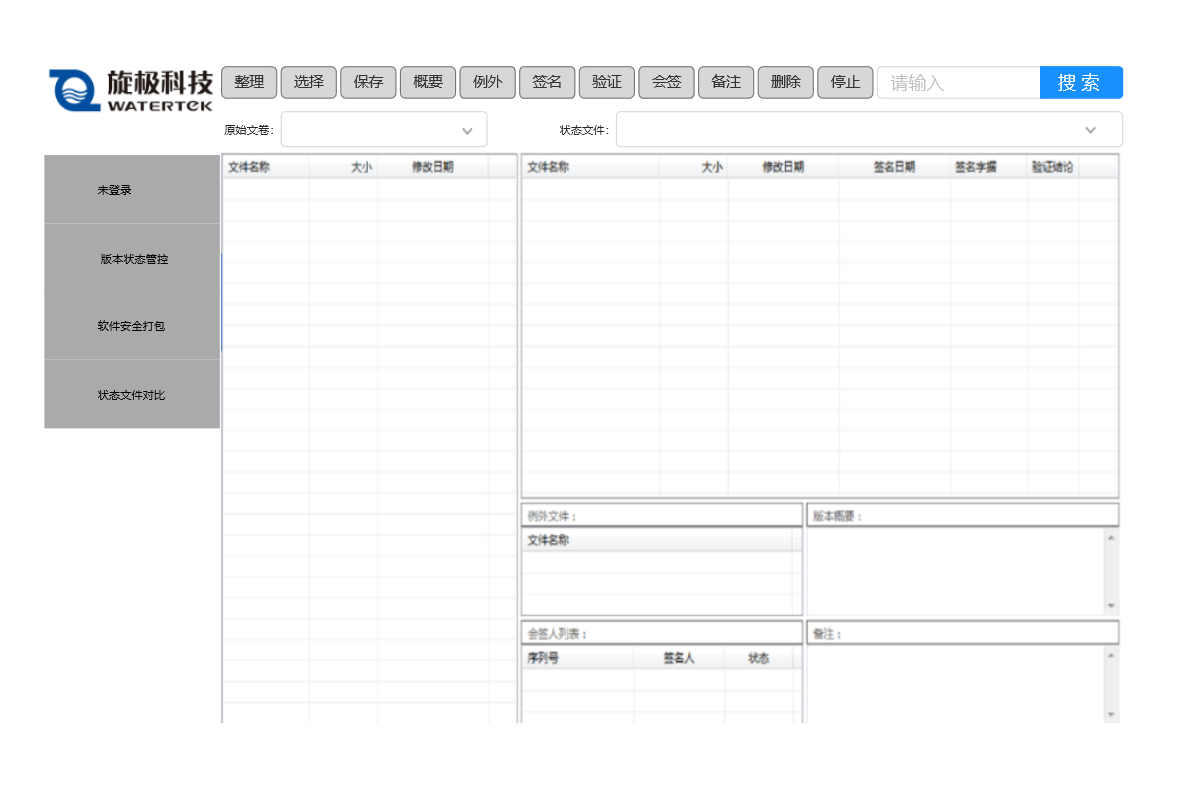 旋极科技
WATERTEK
整理 选择 保存 概要 例外 签名 验证 会签 备注 删除 停止 请输入 搜索
原始文卷: 状态文件:
未登录
版本状态管控
软件安全打包
状态文件对比
文件名称 大小 修改日期
文件名称 大小 修改日期 签名日期 签名字据 验证结论
例外文件：
文件名称
版本概要：
会签人列表：
序列号 签名人 状态
备注：